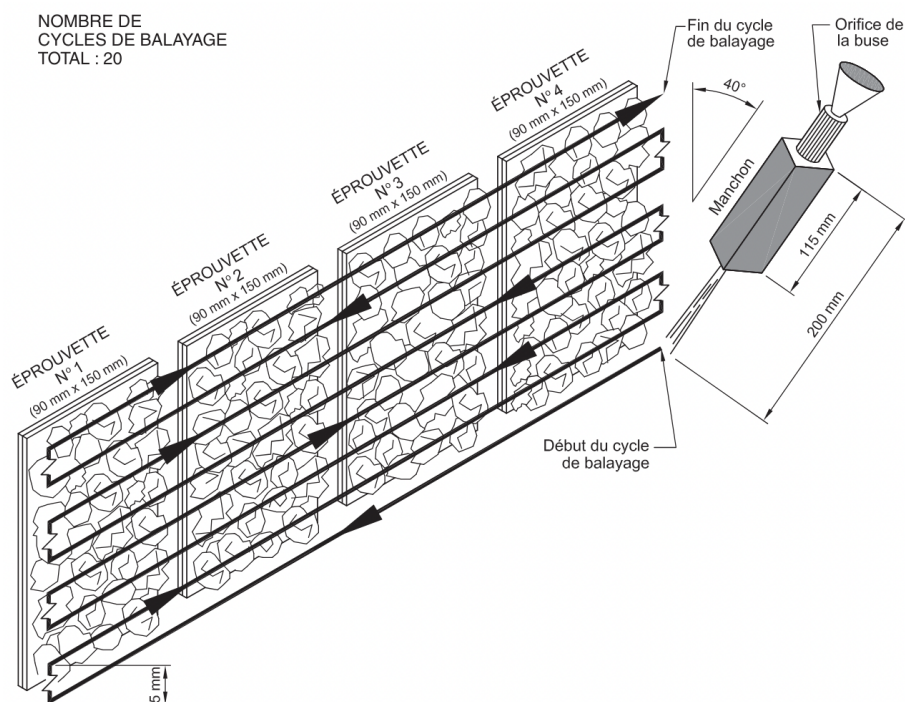 NOMBRE DE
CYCLES DE BALAYAGE
TOTAL : 20
Fin du cycle
de balayage
Orifice de
la buse
40°
Manchon
115 mm
200 mm
ÉPROUVETTE
N° 4
(90 mm x 150 mm)
ÉPROUVETTE
N° 3
(90 mm x 150 mm)
ÉPROUVETTE
N° 2
(90 mm x 150 mm)
ÉPROUVETTE
N° 1
(90 mm x 150 mm)
Début du cycle
de balayage
5 mm